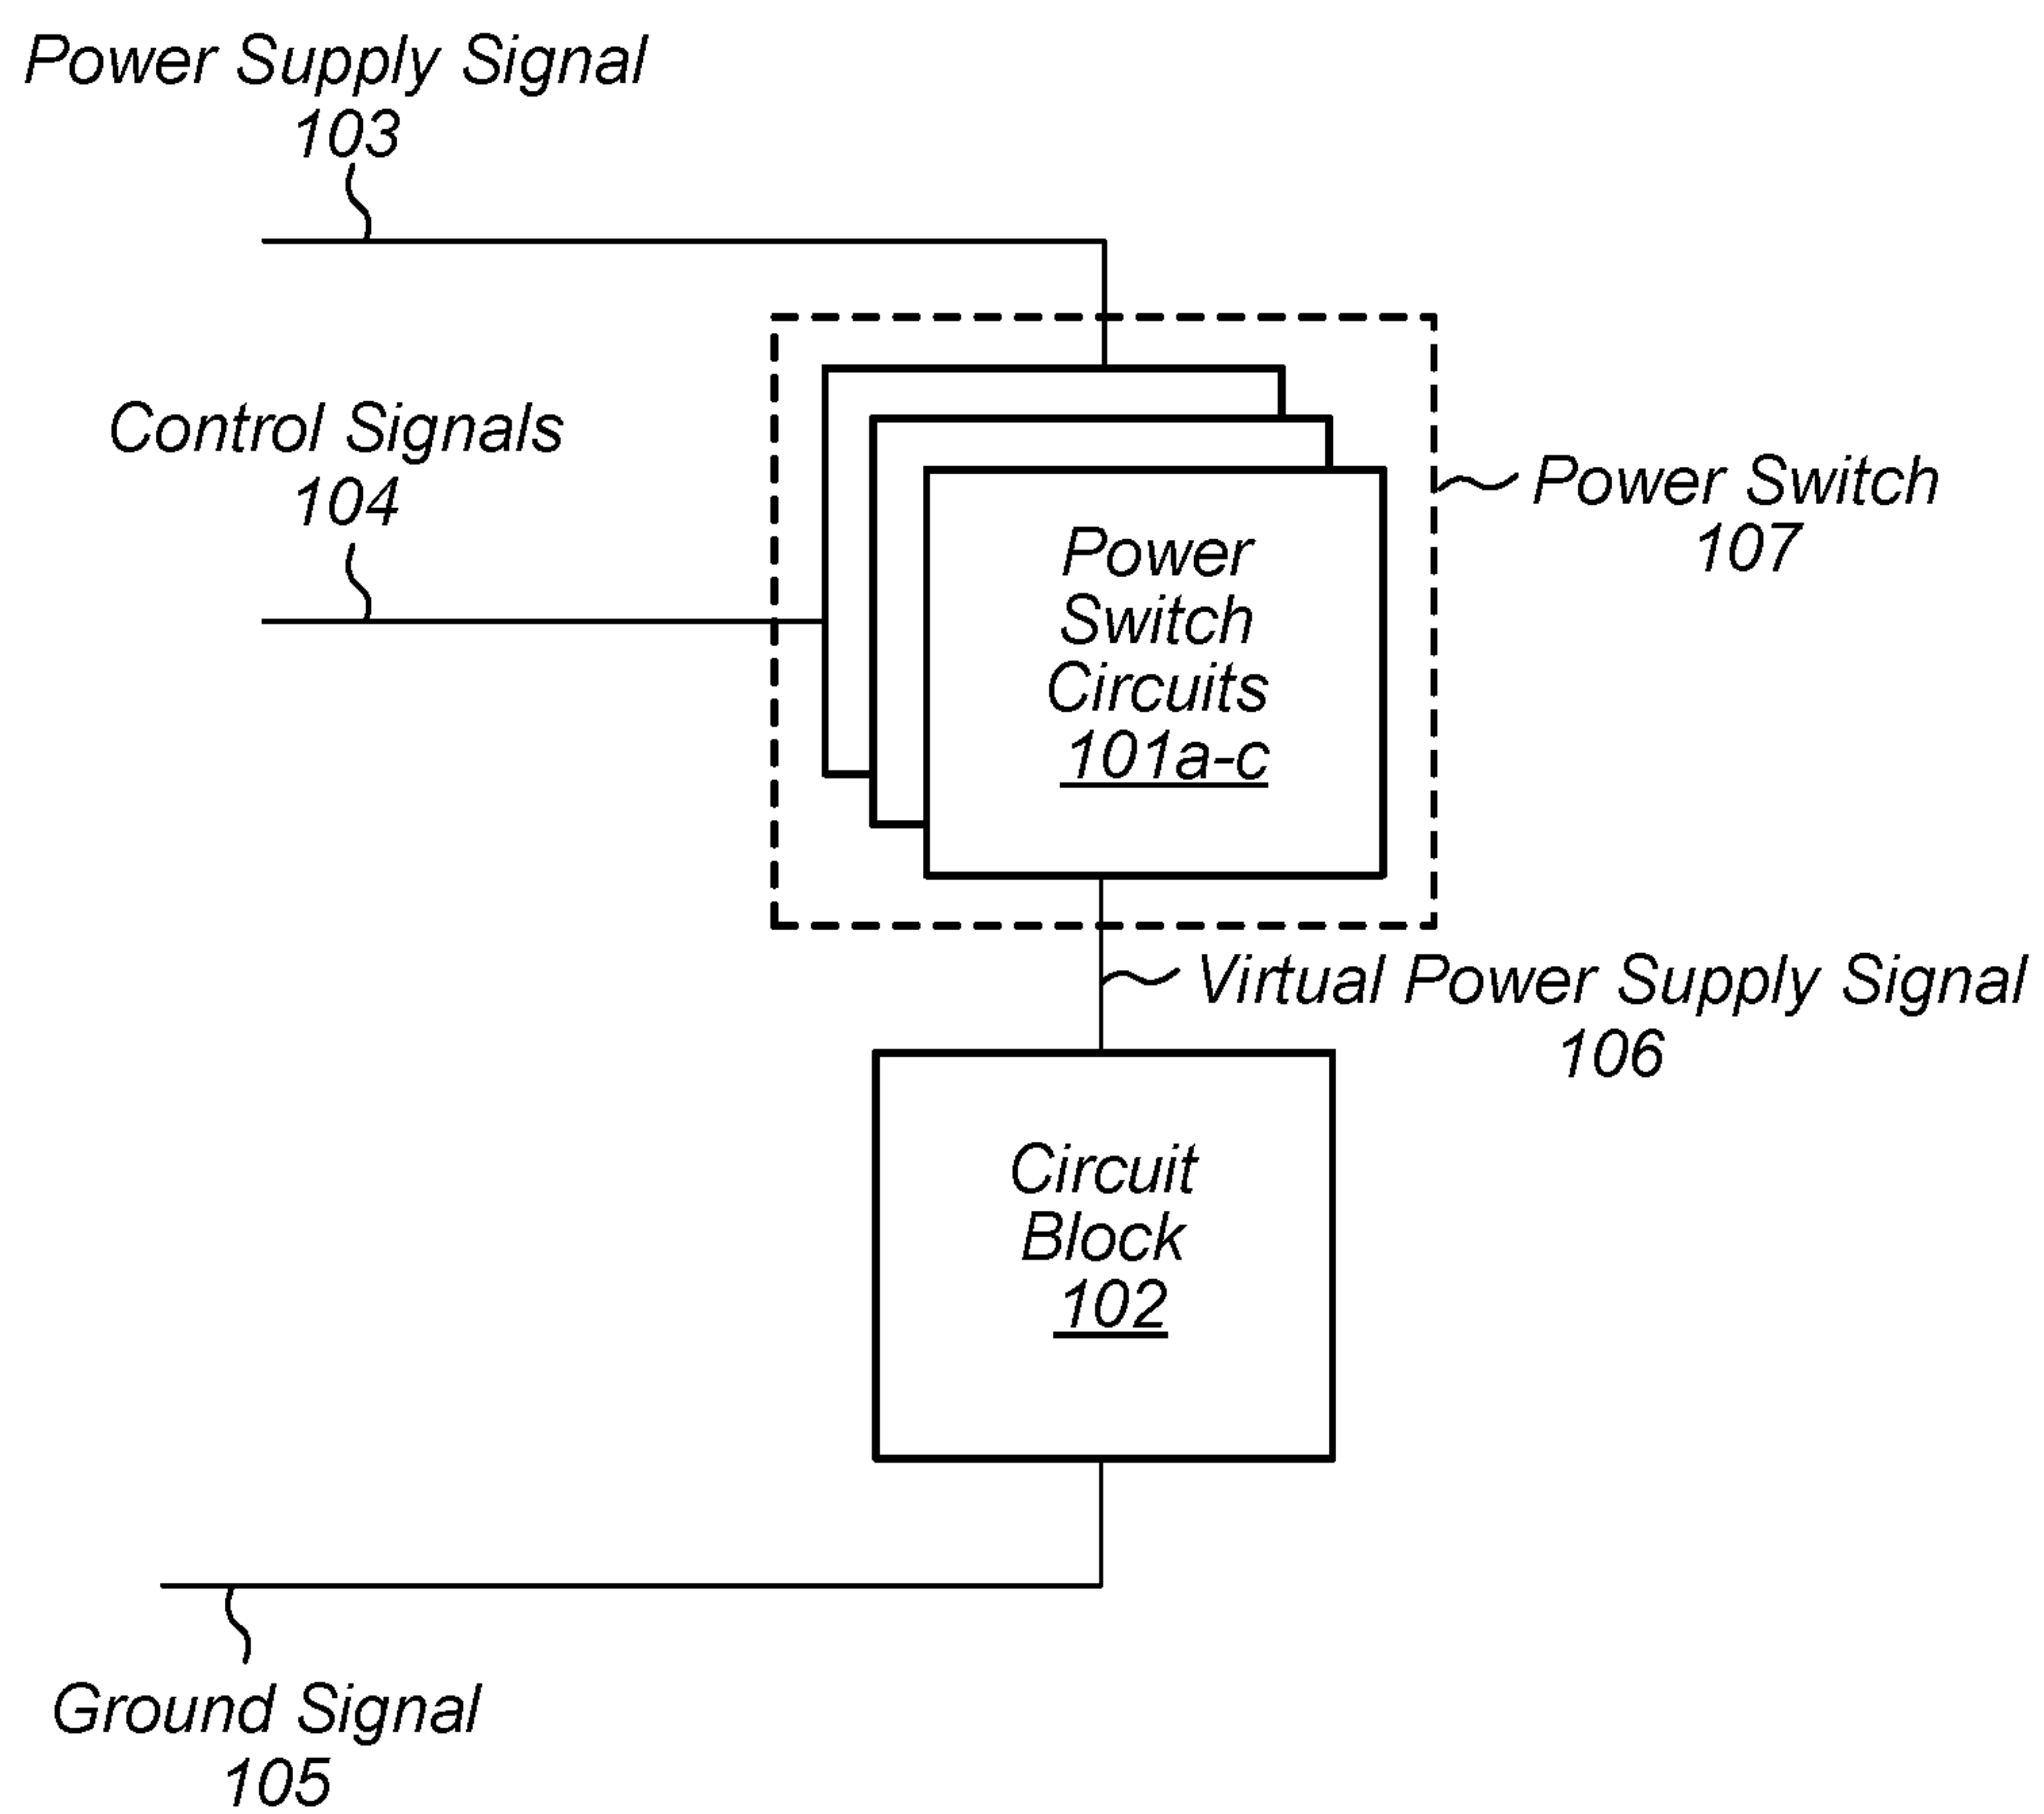 Power Supply Signal
103
Control Signals
104
Power Switch
107
Power
Switch
Circuits
101a-c
Virtual Power Supply Signal
106
Circuit
Block
102
Ground Signal
105